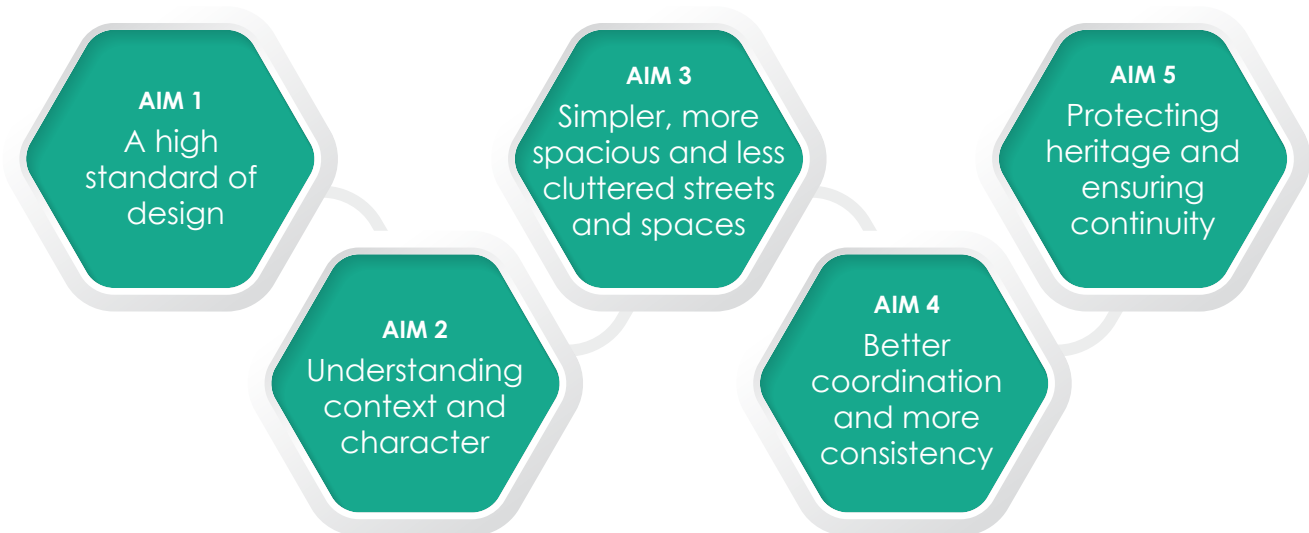 AIM 1
A high
standard of
design
AIM 2
Understanding
context and
character
AIM 3
Simpler, more
spacious and less
cluttered streets
and spaces
AIM 4
Better
coordination
and more
consistency
AIM 5
Protecting
heritage and
ensuring
continuity